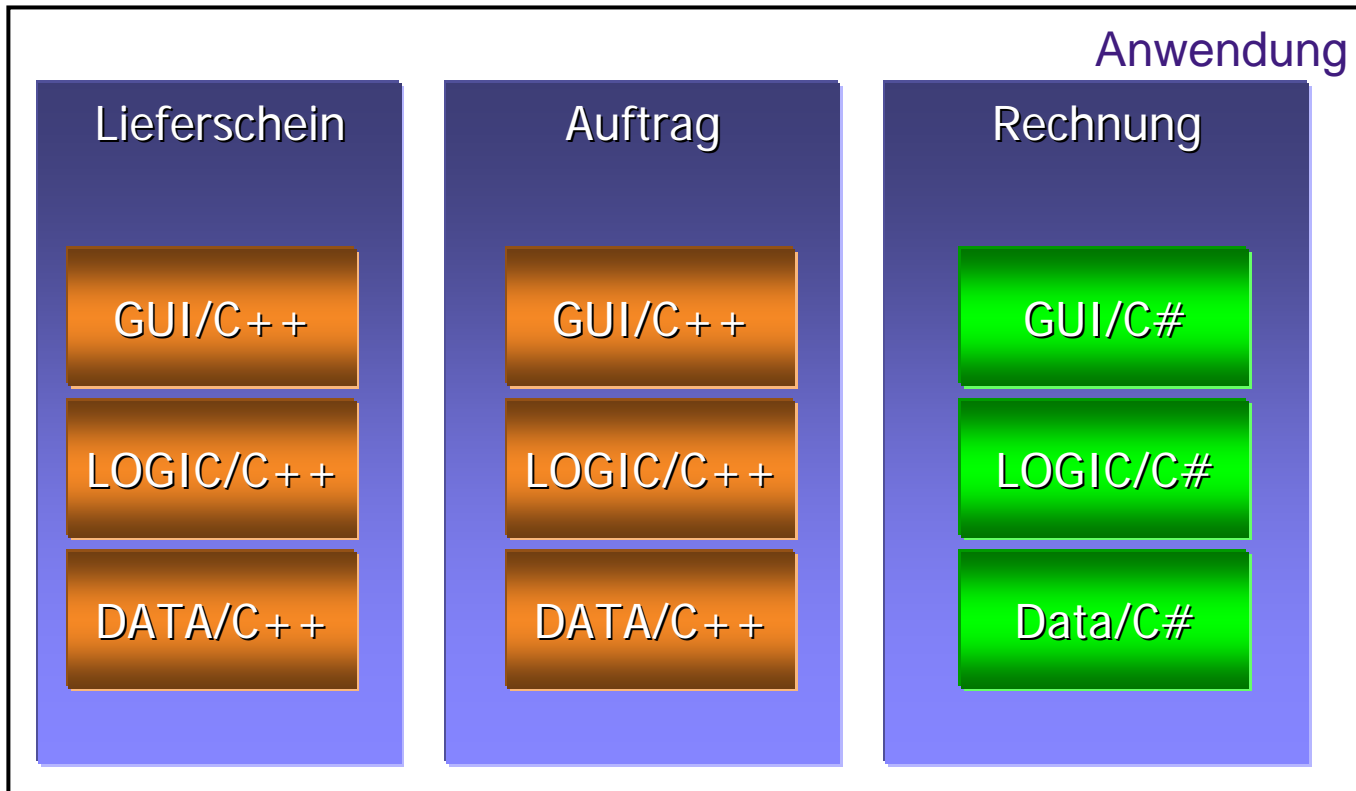 Anwendung
Lieferschein
GUI/C++
LOGIC/C++
DATA/C++
Auftrag
GUI/C++
LOGIC/C++
DATA/C++
Rechnung
GUI/C#
LOGIC/C#
Data/C#